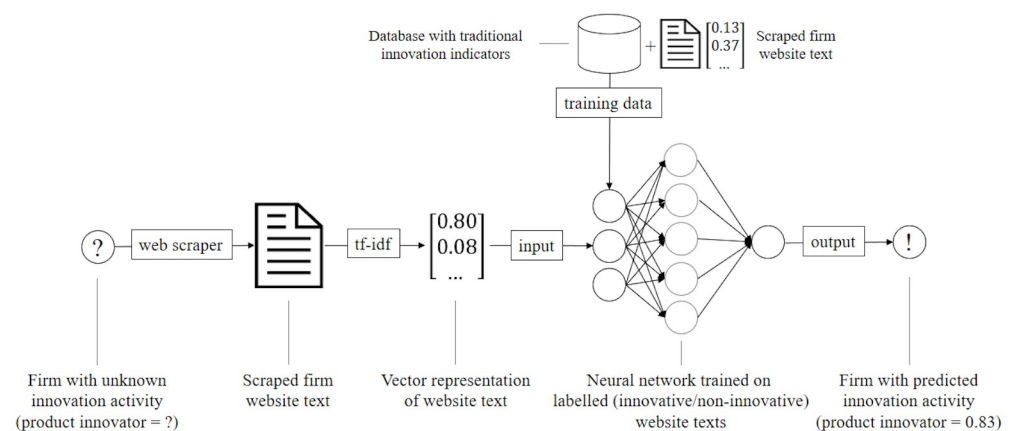 Database with traditional
innovation indicators
+
[0.13]
0.37
...
Scraped firm
website text
training data
?
web scraper
tf-idf
[0.80]
0.08
...
input
output
!
Firm with unknown
innovation activity
(product innovator = ?)
Scraped firm
website text
Vector representation
of website text
Neural network trained on
labelled (innovative/non-innovative)
website texts
Firm with predicted
innovation activity
(product innovator = 0.83)